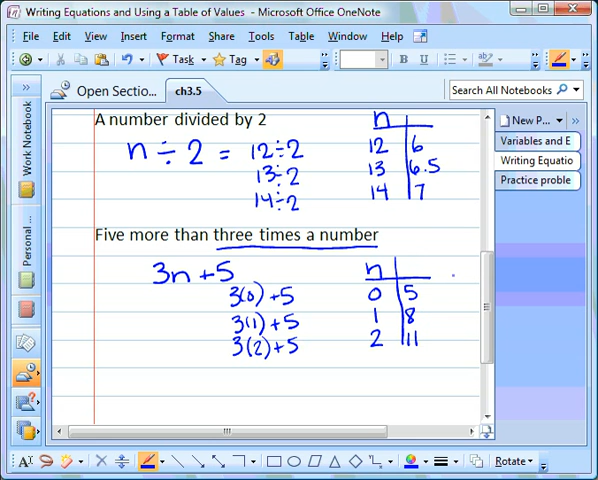 Writing Equations and Using a Table of Values - Microsoft Office OneNote
File Edit View Insert Format Share Tools Table Window Help
Back Task Tag B U ab
Open Sectio... ch3.5 Search All Notebooks
Work Notebook
Personal ...
New P...
Variables and E
Writing Equatio
Practice proble
A number divided by 2
n ÷ 2 = 12÷2
13÷2
14÷2
n
12 6
13 6.5
14 7
Five more than three times a number
3n +5
3(0) +5
3(1) +5
3(2)+5
n
0 5
1 8
2 11
A Rotate